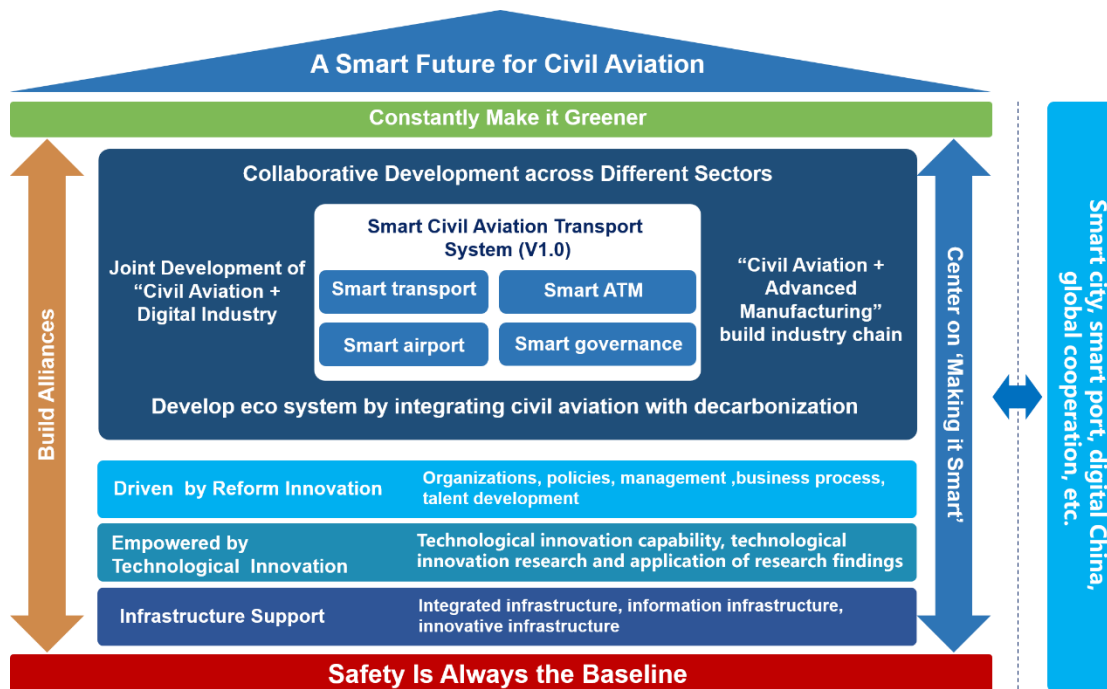 A Smart Future for Civil Aviation
Constantly Make it Greener
Build Alliances
Collaborative Development across Different Sectors
Joint Development of
“Civil Aviation +
Digital Industry
Smart Civil Aviation Transport
System (V1.0)
Smart transport
Smart ATM
Smart airport
Smart governance
“Civil Aviation +
Advanced
Manufacturing”
build industry chain
Develop eco system by integrating civil aviation with decarbonization
Driven by Reform Innovation
Organizations, policies, management ,business process,
talent development
Empowered by
Technological Innovation
Technological innovation capability, technological
innovation research and application of research findings
Infrastructure Support
Integrated infrastructure, information infrastructure,
innovative infrastructure
Center on ‘Making it Smart’
Safety Is Always the Baseline
Smart city, smart port, digital China,
global cooperation, etc.